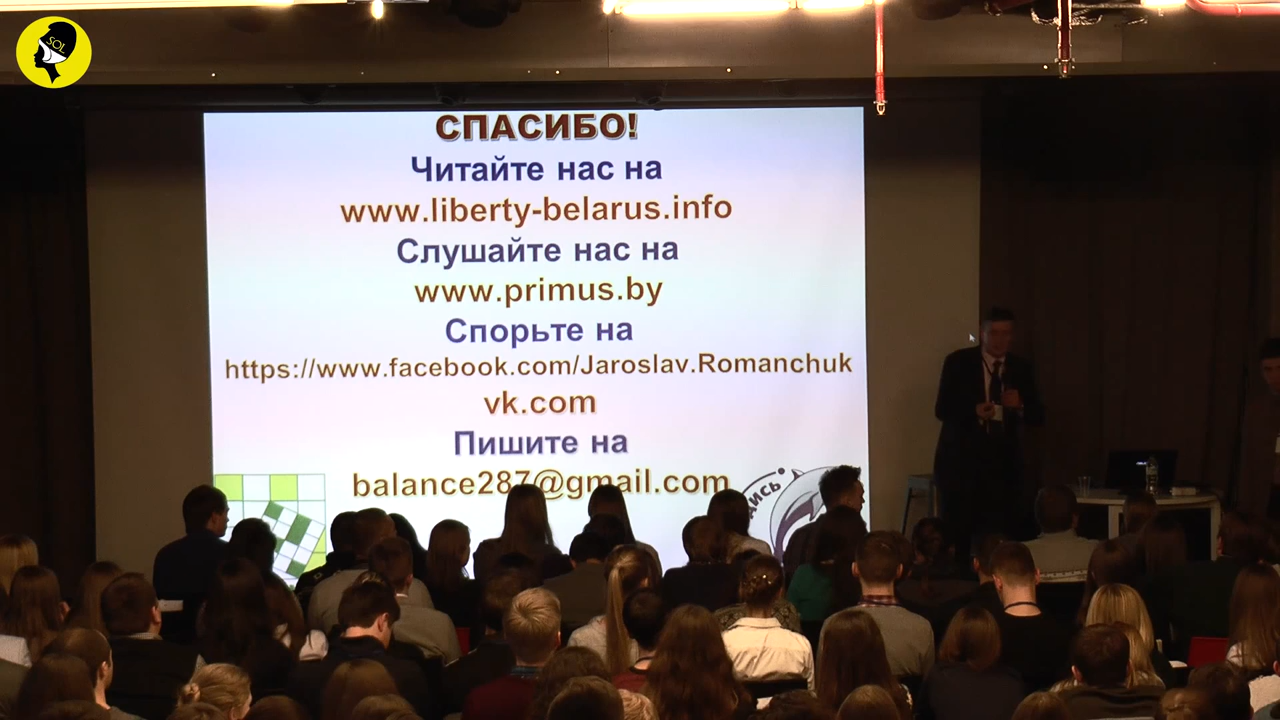 SOL
СПАСИБО!
Читайте нас на
www.liberty-belarus.info
Слушайте нас на
www.primus.by
Спорьте на
https://www.facebook.com/Jaroslav.Romanchuk
vk.com
Пишите на
balance287@gmail.com